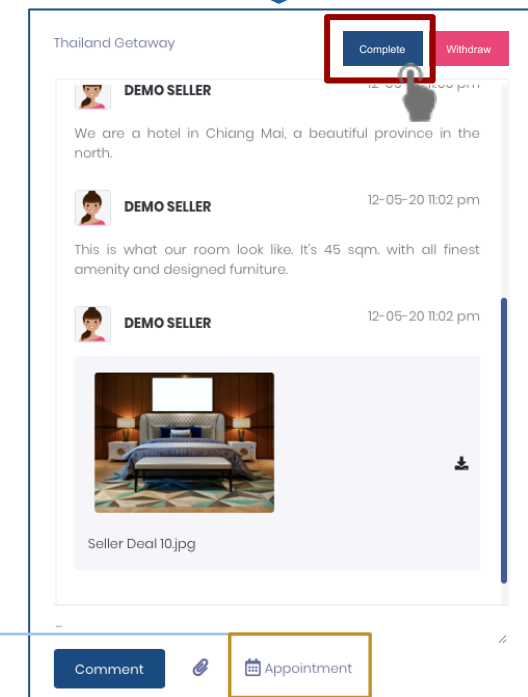 Thailand Getaway
Complete
Withdraw
DEMO SELLER
We are a hotel in Chiang Mai, a beautiful province in the
north.
DEMO SELLER
12-05-20 11:02 pm
This is what our room look like. It's 45 sqm. with all finest
amenity and designed furniture.
DEMO SELLER
12-05-20 11:02 pm
Seller Deal 10.jpg
Comment
Appointment